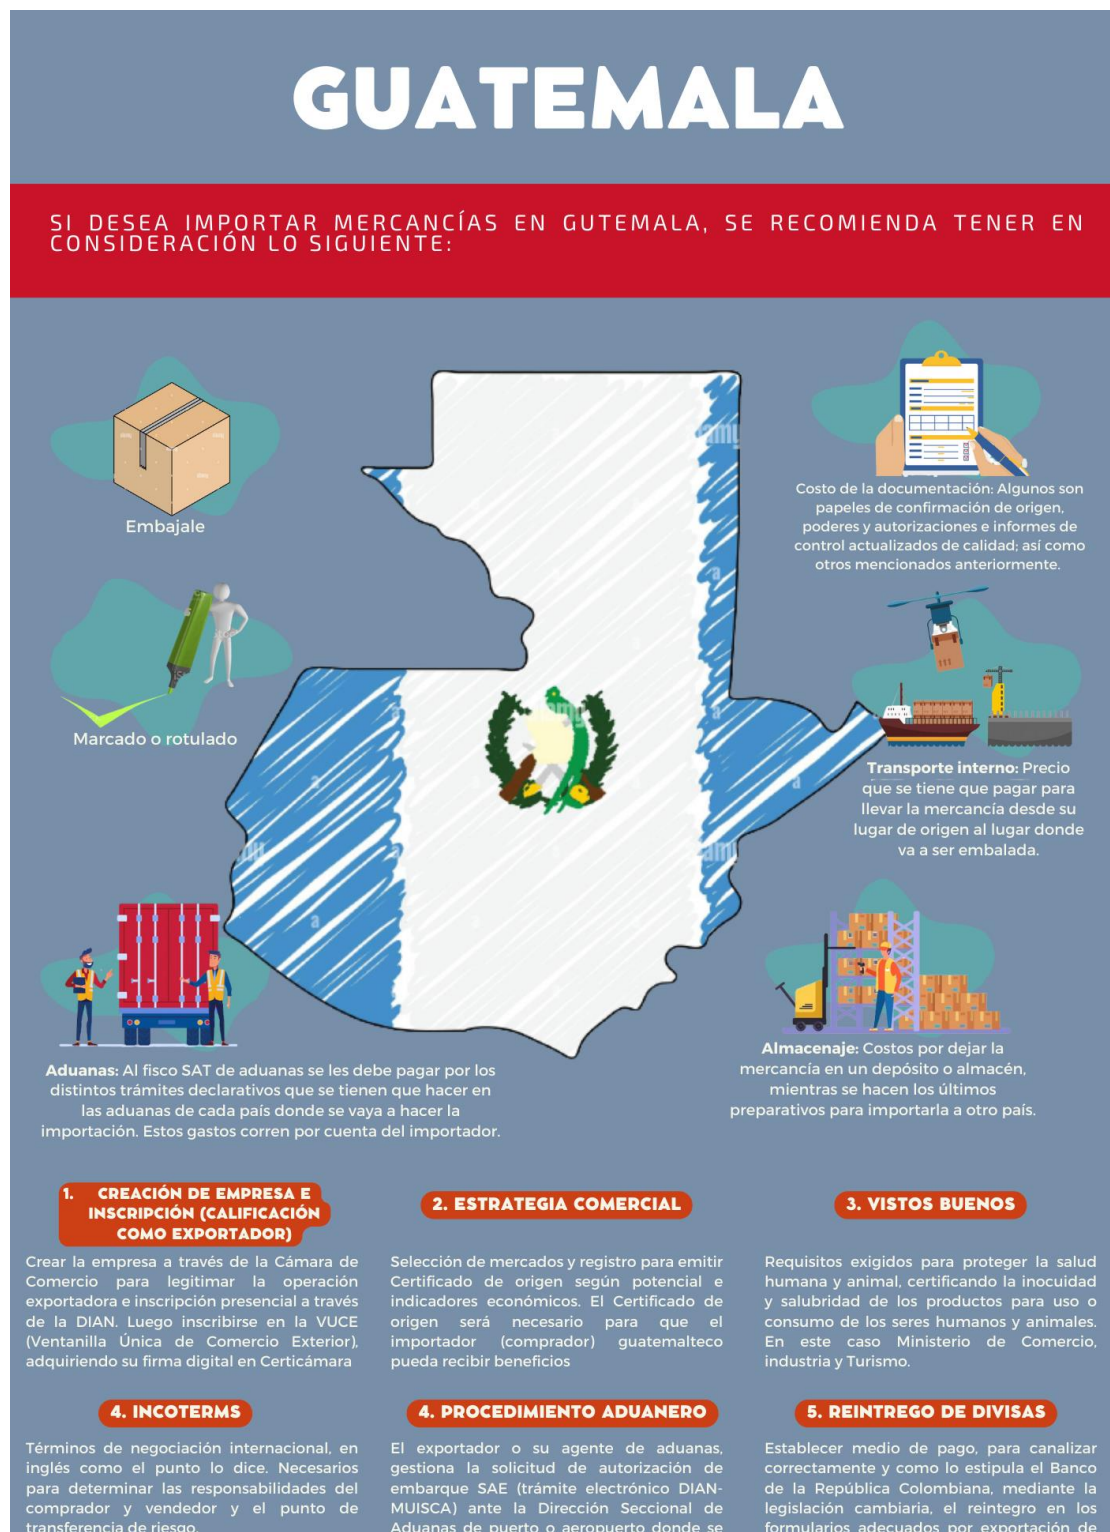 GUATEMALA
SI DESEA IMPORTAR MERCANCÍAS EN GUTEMALA, SE RECOMIENDA TENER EN
CONSIDERACIÓN LO SIGUIENTE:
Embajale
Costo de la documentación: Algunos son
papeles de confirmación de origen,
poderes y autorizaciones e informes de
control actualizados de calidad; así como
otros mencionados anteriormente.
Marcado o rotulado
Transporte interno: Precio
que se tiene que pagar para
llevar la mercancía desde su
lugar de origen al lugar donde
va a ser embalada.
Aduanas: Al fisco SAT de aduanas se les debe pagar por los
distintos trámites declarativos que se tienen que hacer en
las aduanas de cada país donde se vaya a hacer la
importación. Estos gastos corren por cuenta del importador.
Almacenaje: Costos por dejar la
mercancía en un depósito o almacén,
mientras se hacen los últimos
preparativos para importarla a otro país.
1. CREACIÓN DE EMPRESA E
INSCRIPCIÓN (CALIFICACIÓN
COMO EXPORTADOR)
Crear la empresa a través de la Cámara de
Comercio para legitimar la operación
exportadora e inscripción presencial a través
de la DIAN. Luego inscribirse en la VUCE
(Ventanilla Única de Comercio Exterior),
adquiriendo su firma digital en Certicámara
2. ESTRATEGIA COMERCIAL
Selección de mercados y registro para emitir
Certificado de origen según potencial e
indicadores económicos. El Certificado de
origen será necesario para que el
importador (comprador) guatemalteco
pueda recibir beneficios
3. VISTOS BUENOS
Requisitos exigidos para proteger la salud
humana y animal, certificando la inocuidad
y salubridad de los productos para uso o
consumo de los seres humanos y animales.
En este caso Ministerio de Comercio,
industria y Turismo.
4. INCOTERMS
Términos de negociación internacional, en
inglés como el punto lo dice. Necesarios
para determinar las responsabilidades del
comprador y vendedor y el punto de
transferencia de riesgo.
4. PROCEDIMIENTO ADUANERO
El exportador o su agente de aduanas,
gestiona la solicitud de autorización de
embarque SAE (trámite electrónico DIAN-
MUISCA) ante la Dirección Seccional de
Aduanas de puerto o aeropuerto donde se
5. REINTREGO DE DIVISAS
Establecer medio de pago, para canalizar
correctamente y como lo estipula el Banco
de la República Colombiana, mediante la
legislación cambiaria, el reintegro en los
formularios adecuados por exportación de